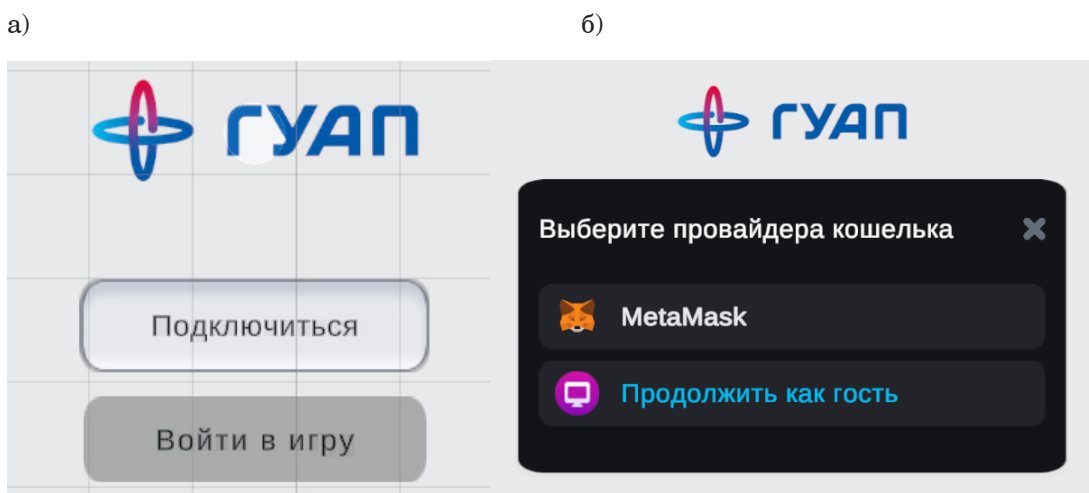 а)
б)
ГУАП
Подключиться
Войти в игру
ГУАП
Выберите провайдера кошелька
MetaMask
Продолжить как гость